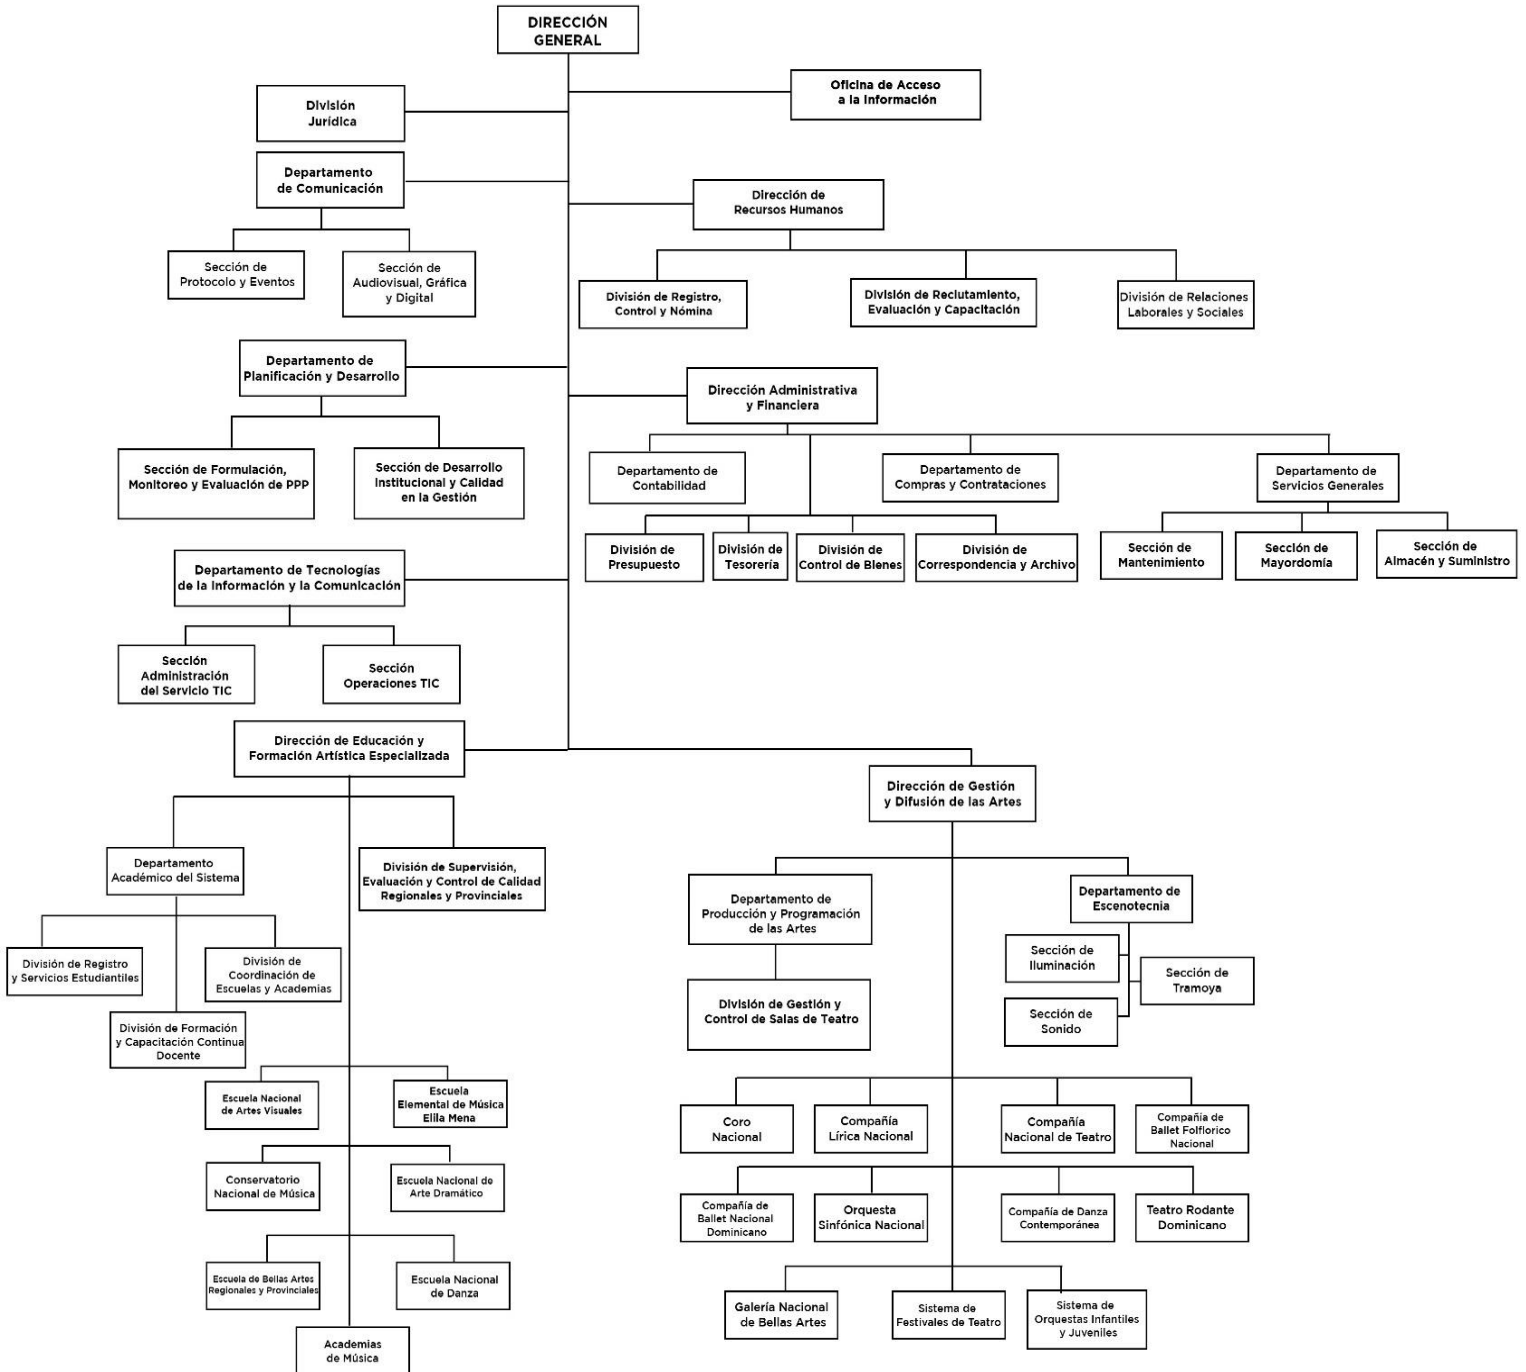 DIRECCIÓN
GENERAL
Oficina de Acceso
a la Información
División
Jurídica
Departamento
de Comunicación
Dirección de
Recursos Humanos
Sección de
Protocolo y Eventos
Sección de
Audiovisual, Gráfica
y Digital
División de Registro,
Control y Nómina
División de Reclutamiento,
Evaluación y Capacitación
División de Relaciones
Laborales y Sociales
Departamento de
Planificación y Desarrollo
Dirección Administrativa
y Financiera
Sección de Formulación,
Monitoreo y Evaluación de PPP
Sección de Desarrollo
Institucional y Calidad
en la Gestión
Departamento de
Contabilidad
Departamento de
Compras y Contrataciones
Departamento de
Servicios Generales
División de
Presupuesto
División de
Tesorería
División de
Control de Bienes
División de
Correspondencia y Archivo
Sección de
Mantenimiento
Sección de
Mayordomía
Sección de
Almacén y Suministro
Departamento de Tecnologías
de la Información y la Comunicación
Sección
Administración
del Servicio TIC
Sección
Operaciones TIC
Dirección de Educación y
Formación Artística Especializada
Dirección de Gestión
y Difusión de las Artes
Departamento
Académico del Sistema
División de Supervisión,
Evaluación y Control de Calidad
Regionales y Provinciales
División de Registro
y Servicios Estudiantiles
División de
Coordinación de
Escuelas y Academias
División de Formación
y Capacitación Continua
Docente
Departamento de
Producción y Programación
de las Artes
Departamento de
Escenotecnia
División de Gestión y
Control de Salas de Teatro
Sección de
Iluminación
Sección de
Tramoya
Sección de
Sonido
Escuela Nacional
de Artes Visuales
Escuela
Elemental de Música
Elila Mena
Conservatorio
Nacional de Música
Escuela Nacional de
Arte Dramático
Escuela de Bellas Artes
Regionales y Provinciales
Escuela Nacional
de Danza
Academias
de Música
Coro
Nacional
Compañía
Lírica Nacional
Compañía
Nacional de Teatro
Compañía de
Ballet Folflorico
Nacional
Compañía de
Ballet Nacional
Dominicano
Orquesta
Sinfónica Nacional
Compañía de Danza
Contemporánea
Teatro Rodante
Dominicano
Galería Nacional
de Bellas Artes
Sistema de
Festivales de Teatro
Sistema de
Orquestas Infantiles
y Juveniles